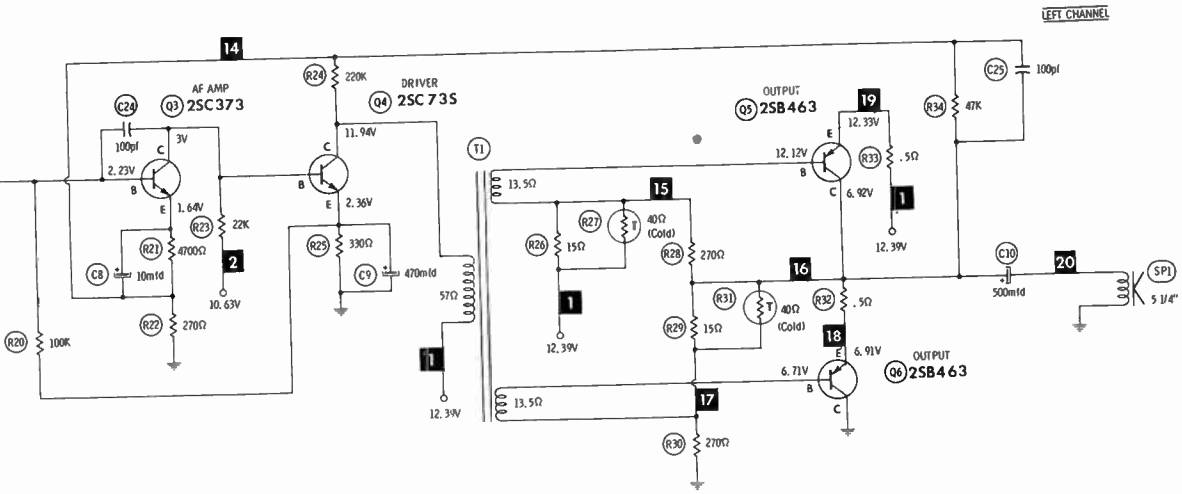 LEFT CHANNEL
14
R24
220K
C25
100pf
AF AMP
Q3 2SC373
DRIVER
Q4 2SC73S
OUTPUT
Q5 2SB463
19
12.33V
R34
47K
C24
100pf
3V
11.94V
T1
E
R33
.5Ω
C
C
2.23V
12.12V
B
B
B
E
E
C
6.92V
13.5Ω
15
1
1.64V
2.36V
R23
22K
R27
T
40Ω
(Cold)
12.39V
R21
4700Ω
R25
330Ω
R26
15Ω
R28
270Ω
C8
+
10mfd
2
C9
+
470mfd
16
C10
+
500mfd
20
SP1
5 1/4"
10.63V
57Ω
1
R31
T
40Ω
(Cold)
R32
.5Ω
R22
270Ω
R29
15Ω
R20
100K
12.39V
18
E
6.91V
OUTPUT
Q6 2SB463
1
6.71V
B
C
12.39V
13.5Ω
17
R30
270Ω